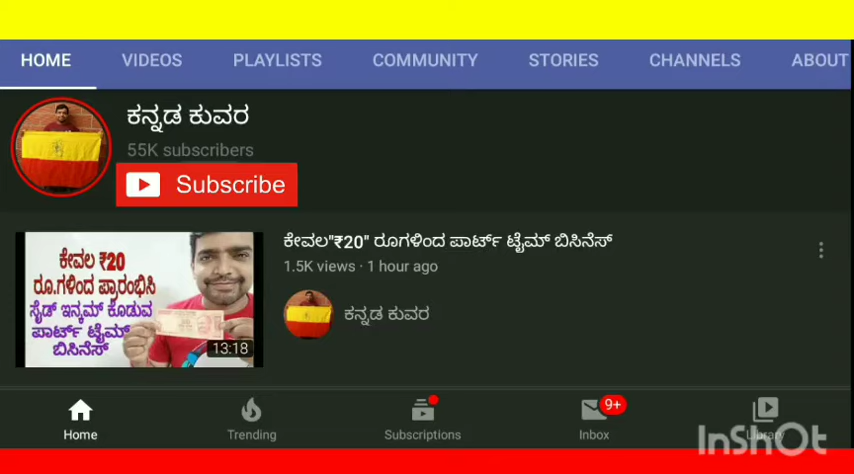 HOME VIDEOS PLAYLISTS COMMUNITY STORIES CHANNELS ABOUT
ಕನ್ನಡ ಕುವರ
55K subscribers
Subscribe
ಕೇವಲ"₹20" ರೂಗಳಿಂದ ಪಾರ್ಟ್ ಟೈಮ್ ಬಿಸಿನೆಸ್
1.5K views · 1 hour ago
ಕನ್ನಡ ಕುವರ
ಕೇವಲ ₹20
ರೂ.ಗಳಿಂದ ಪ್ರಾರಂಭಿಸಿ
ಸೈಡ್ ಇನ್ಕಮ್ ಕೊಡುವ
ಪಾರ್ಟ್ ಟೈಮ್
ಬಿಸಿನೆಸ್
13:18
9+
Home Trending Subscriptions Inbox Library
InShOt